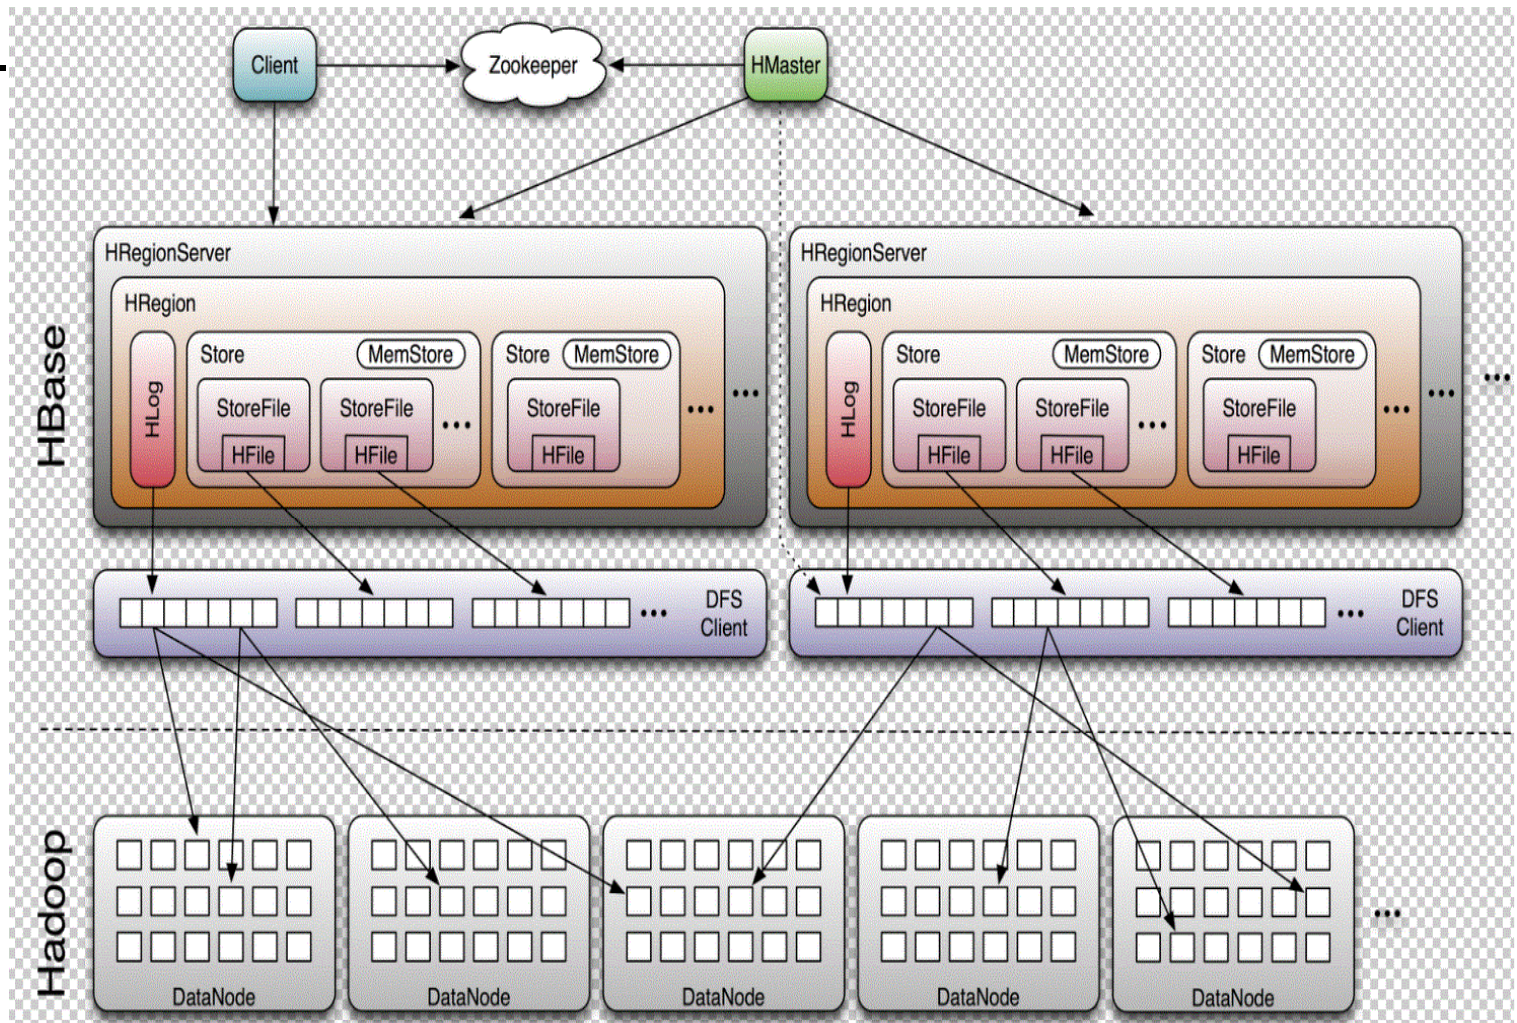 Client
Zookeeper
HMaster
HBase
HRegionServer
HRegion
HLog
Store
MemStore
StoreFile
HFile
StoreFile
HFile
...
Store
MemStore
StoreFile
HFile
...
...
HRegionServer
HRegion
HLog
Store
MemStore
StoreFile
HFile
StoreFile
HFile
...
Store
MemStore
StoreFile
HFile
...
...
...
...
DFS
Client
...
DFS
Client
Hadoop
DataNode
DataNode
DataNode
DataNode
DataNode
...